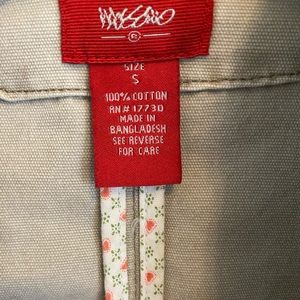 Mossimo
®
SIZE
S
100% COTTON
RN# 17730
MADE IN
BANGLADESH
SEE REVERSE
FOR CARE